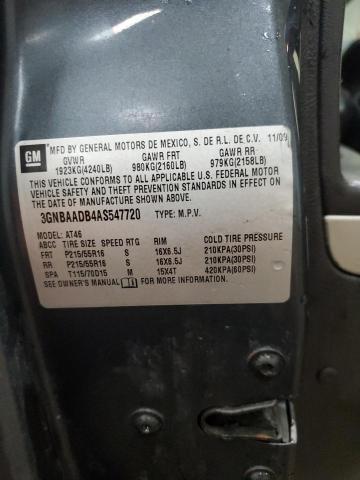 GM
MFD BY GENERAL MOTORS DE MEXICO, S. DE R.L. DE C.V. 11/09
GVWR GAWR FRT GAWR RR
1923KG(4240LB) 980KG(2160LB) 979KG(2158LB)
THIS VEHICLE CONFORMS TO ALL APPLICABLE U.S. FEDERAL
MOTOR VEHICLE SAFETY AND THEFT PREVENTION STANDARDS
IN EFFECT ON THE DATE OF MANUFACTURE SHOWN ABOVE.
3GNBAADB4AS547720 TYPE: M.P.V.
MODEL: AT46
ABCC TIRE SIZE SPEED RTG RIM COLD TIRE PRESSURE
FRT P215/55R16 S 16X6.5J 210KPA(30PSI)
RR P215/55R16 S 16X6.5J 210KPA(30PSI)
SPA T115/70D15 M 15X4T 420KPA(60PSI)
SEE OWNER'S MANUAL FOR ADDITIONAL INFORMATION